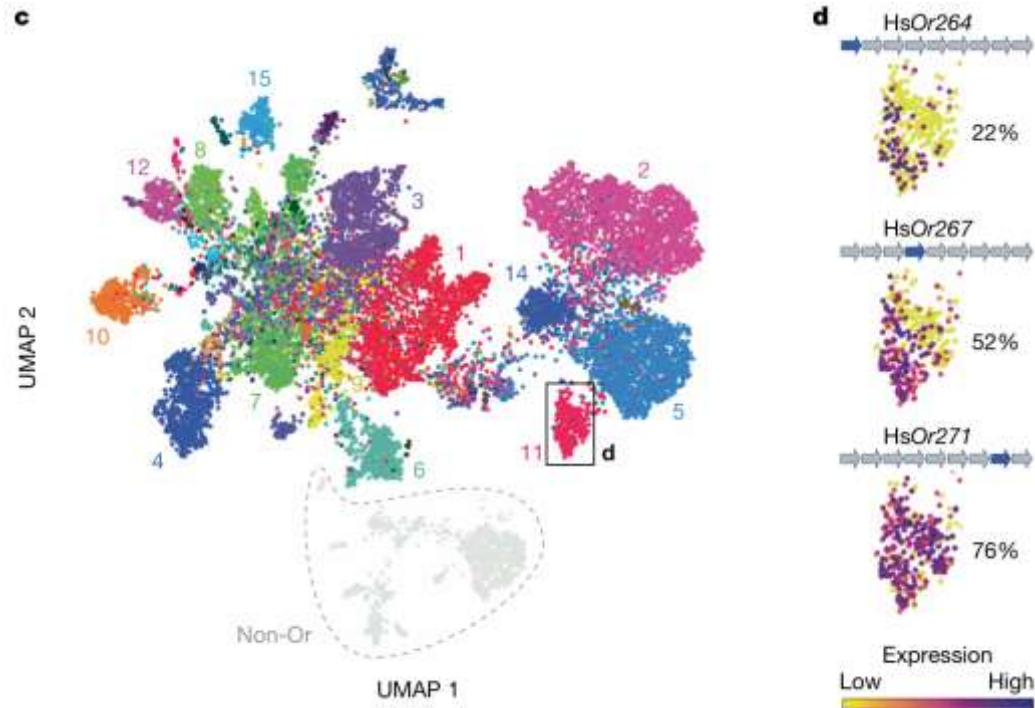 c
d
HsOr264
22%
15
12
8
3
2
HsOr267
52%
1
14
10
UMAP 2
9
7
5
4
11
d
6
HsOr271
76%
Non-Or
Expression
Low High
UMAP 1